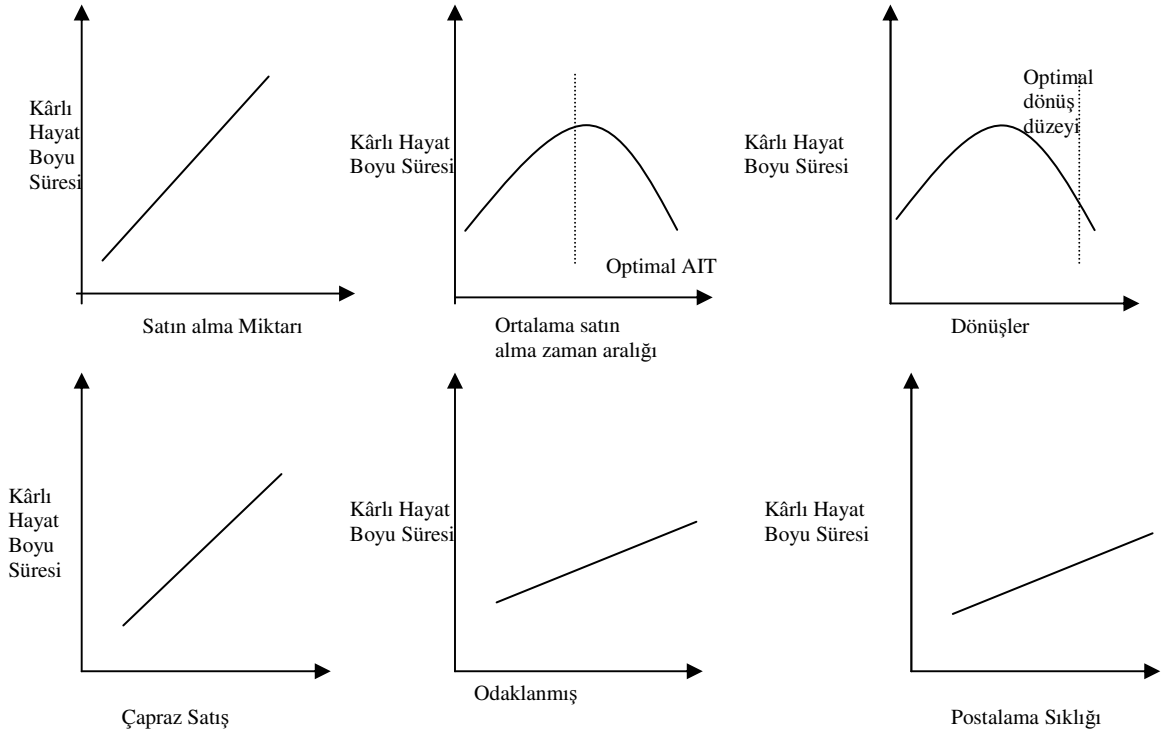 Kârlı
Hayat
Boyu
Süresi
Satın alma Miktarı
Kârlı Hayat
Boyu Süresi
Optimal AIT
Ortalama satın
alma zaman aralığı
Kârlı Hayat
Boyu Süresi
Optimal
dönüş
düzeyi
Dönüşler
Kârlı
Hayat
Boyu
Süresi
Çapraz Satış
Kârlı Hayat
Boyu Süresi
Odaklanmış
Kârlı Hayat
Boyu Süresi
Postalama Sıklığı